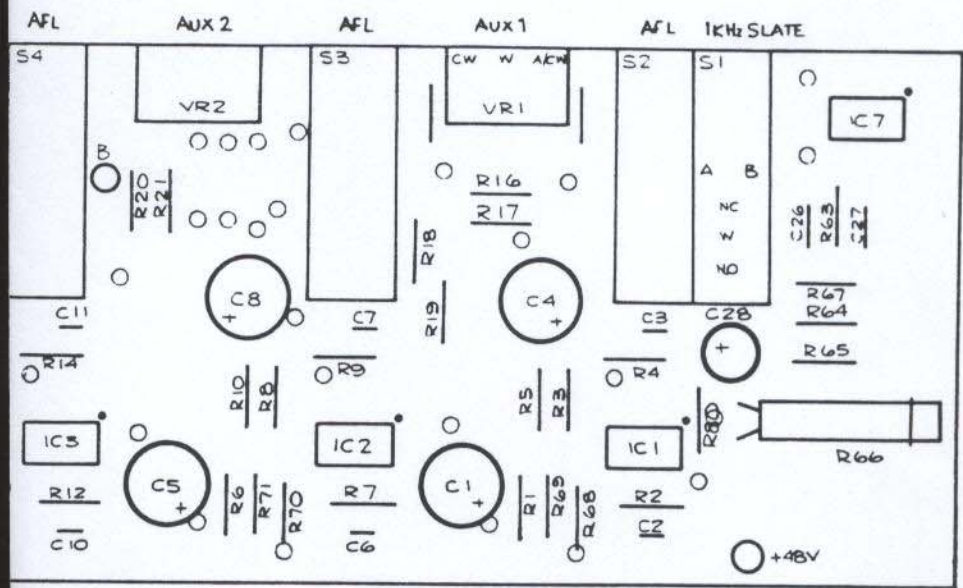 AFL AUX 2 AFL AUX 1 AFL 1KHz SLATE
S4 S3 CW W A/CW S2 S1
VR2 VR1 IC7
B
A B
R20 R21 R16
R17
NC
W
NO
C26 R63 C27
R18
C8 R19 C4
+ +
R67
C11 C7 C3 C28 R64
+
R14 R9 R4 R65
R10 R8 R5 R3 R80
IC3 IC2 IC1 R66
C5 C1
+ +
R12 R6 R71 R70 R7 R1 R69 R68 R2
C10 C6 C2
+48V